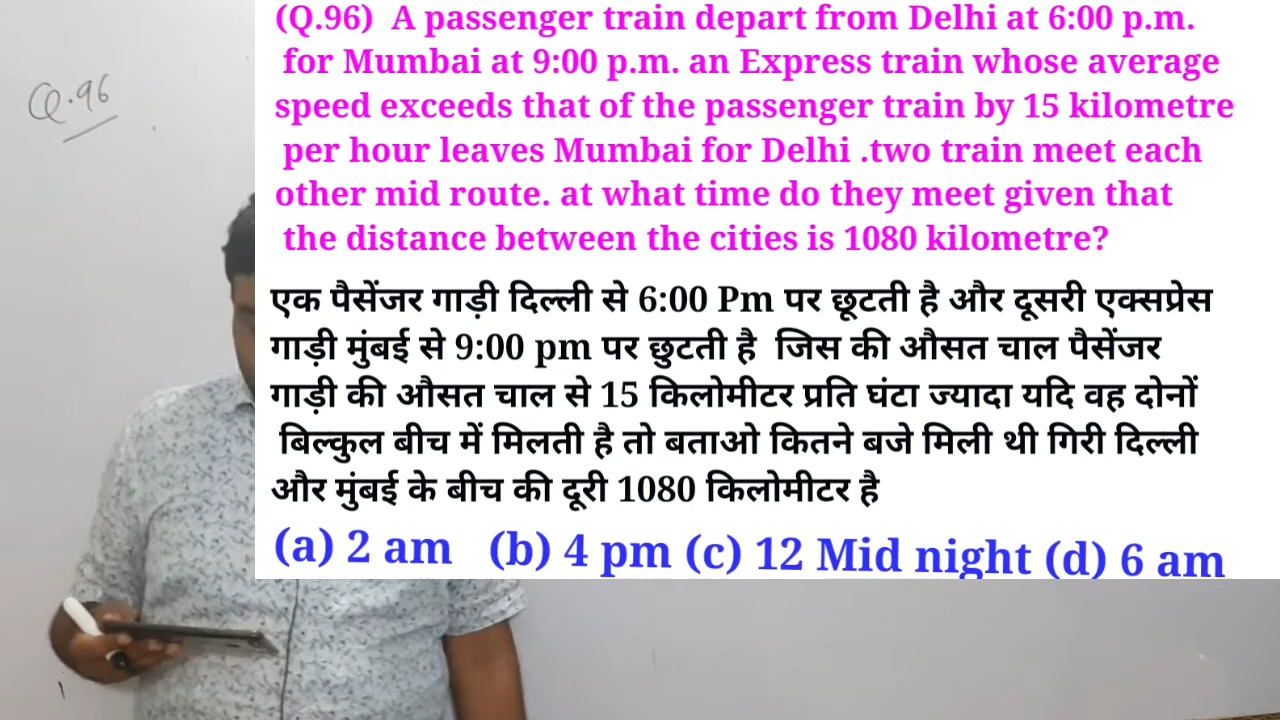 (Q.96) A passenger train depart from Delhi at 6:00 p.m.
for Mumbai at 9:00 p.m. an Express train whose average
speed exceeds that of the passenger train by 15 kilometre
per hour leaves Mumbai for Delhi .two train meet each
other mid route. at what time do they meet given that
the distance between the cities is 1080 kilometre?
Q.96
एक पैसेंजर गाड़ी दिल्ली से 6:00 Pm पर छूटती है और दूसरी एक्सप्रेस
गाड़ी मुंबई से 9:00 pm पर छुटती है जिस की औसत चाल पैसेंजर
गाड़ी की औसत चाल से 15 किलोमीटर प्रति घंटा ज्यादा यदि वह दोनों
बिल्कुल बीच में मिलती है तो बताओ कितने बजे मिली थी गिरी दिल्ली
और मुंबई के बीच की दूरी 1080 किलोमीटर है
(a) 2 am (b) 4 pm (c) 12 Mid night (d) 6 am